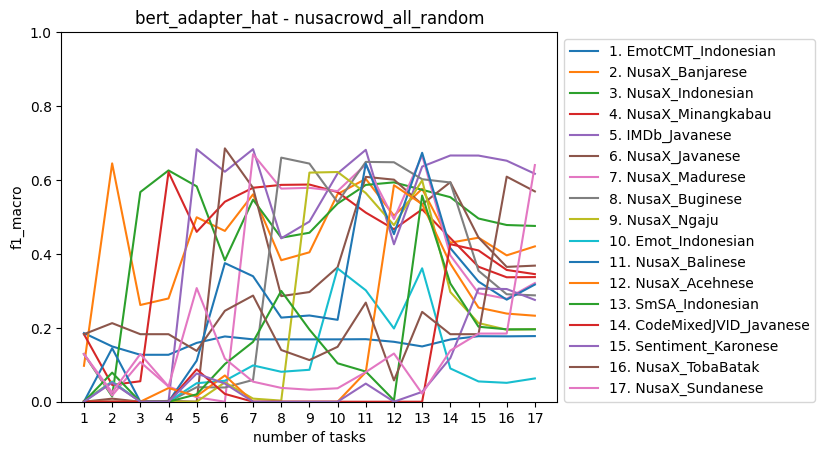 bert_adapter_hat - nusacrowd_all_random
1.0
0.8
0.6
0.4
0.2
0.0
f1_macro
1 2 3 4 5 6 7 8 9 10 11 12 13 14 15 16 17
number of tasks
1. EmotCMT_Indonesian
2. NusaX_Banjarese
3. NusaX_Indonesian
4. NusaX_Minangkabau
5. IMDb_Javanese
6. NusaX_Javanese
7. NusaX_Madurese
8. NusaX_Buginese
9. NusaX_Ngaju
10. Emot_Indonesian
11. NusaX_Balinese
12. NusaX_Acehnese
13. SmSA_Indonesian
14. CodeMixedJVID_Javanese
15. Sentiment_Karonese
16. NusaX_TobaBatak
17. NusaX_Sundanese